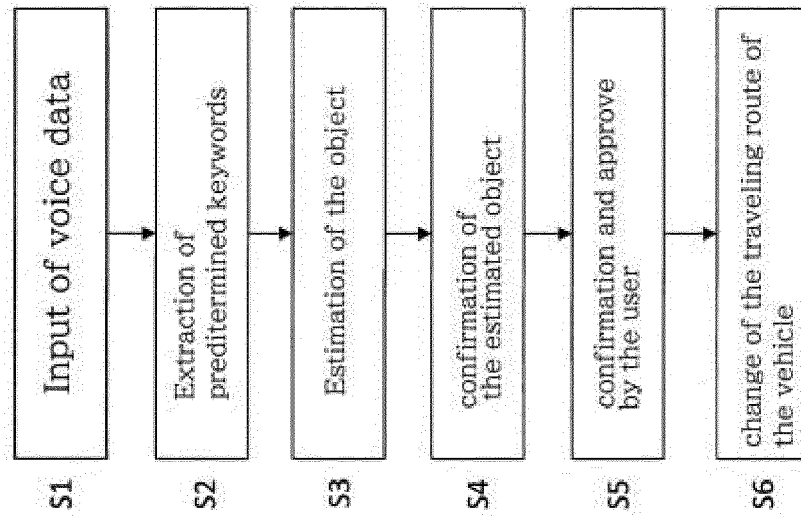 S1
Input of voice data
S2
Extraction of
preditermined keywords
S3
Estimation of the object
S4
confirmation of
the estimated object
S5
confirmation and approve
by the user
S6
change of the traveling route of
the vehicle